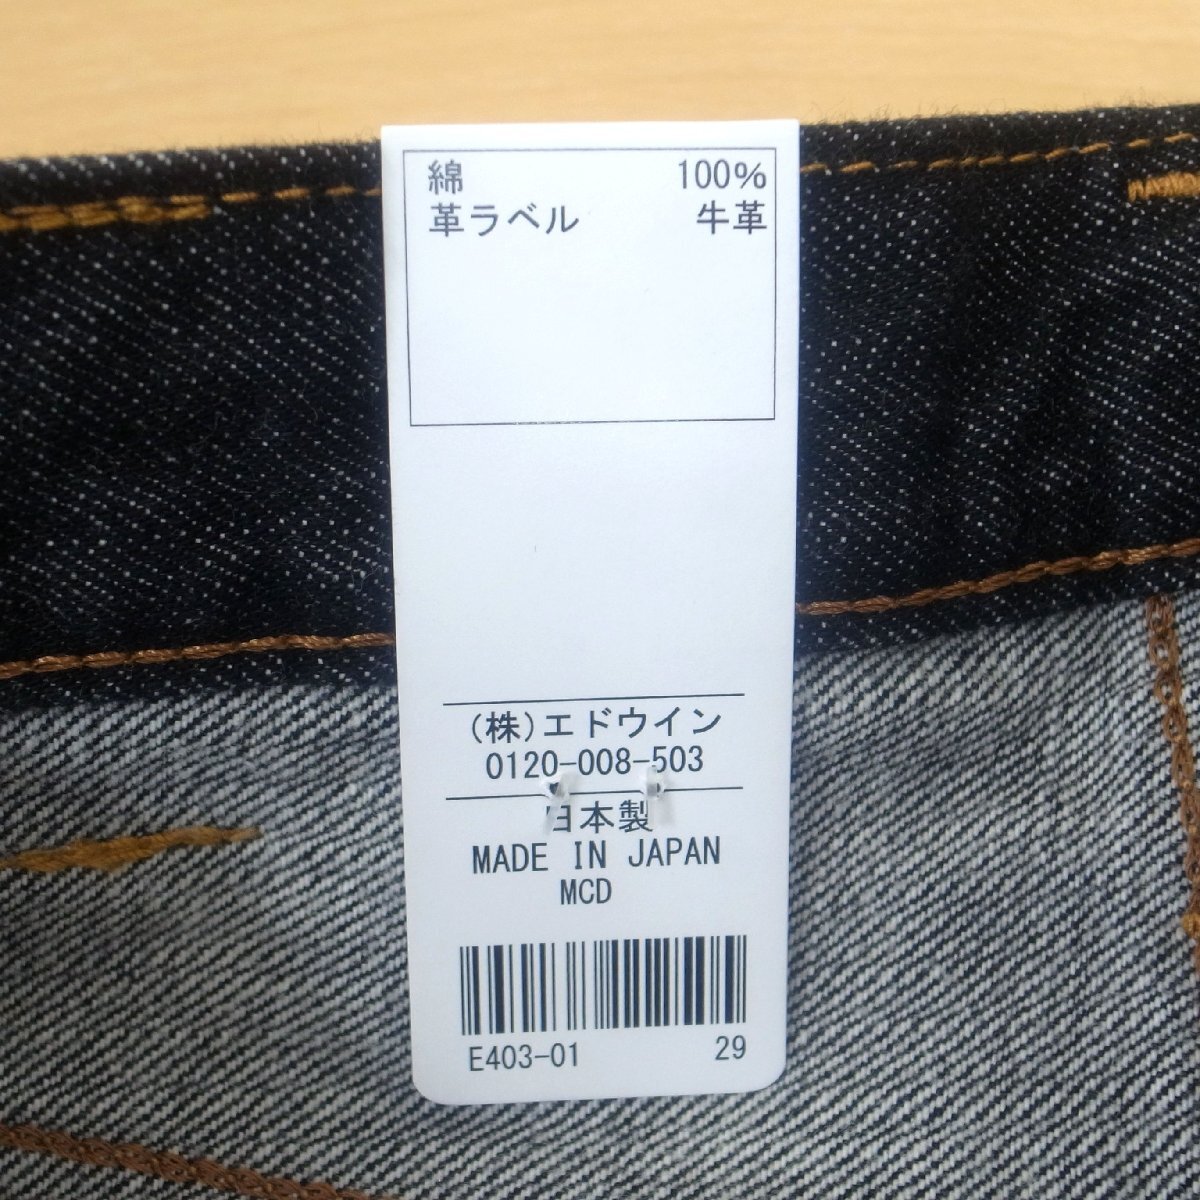 綿 100%
革ラベル 牛革
(株)エドウイン
0120-008-503
日本製
MADE IN JAPAN
MCD
E403-01 29